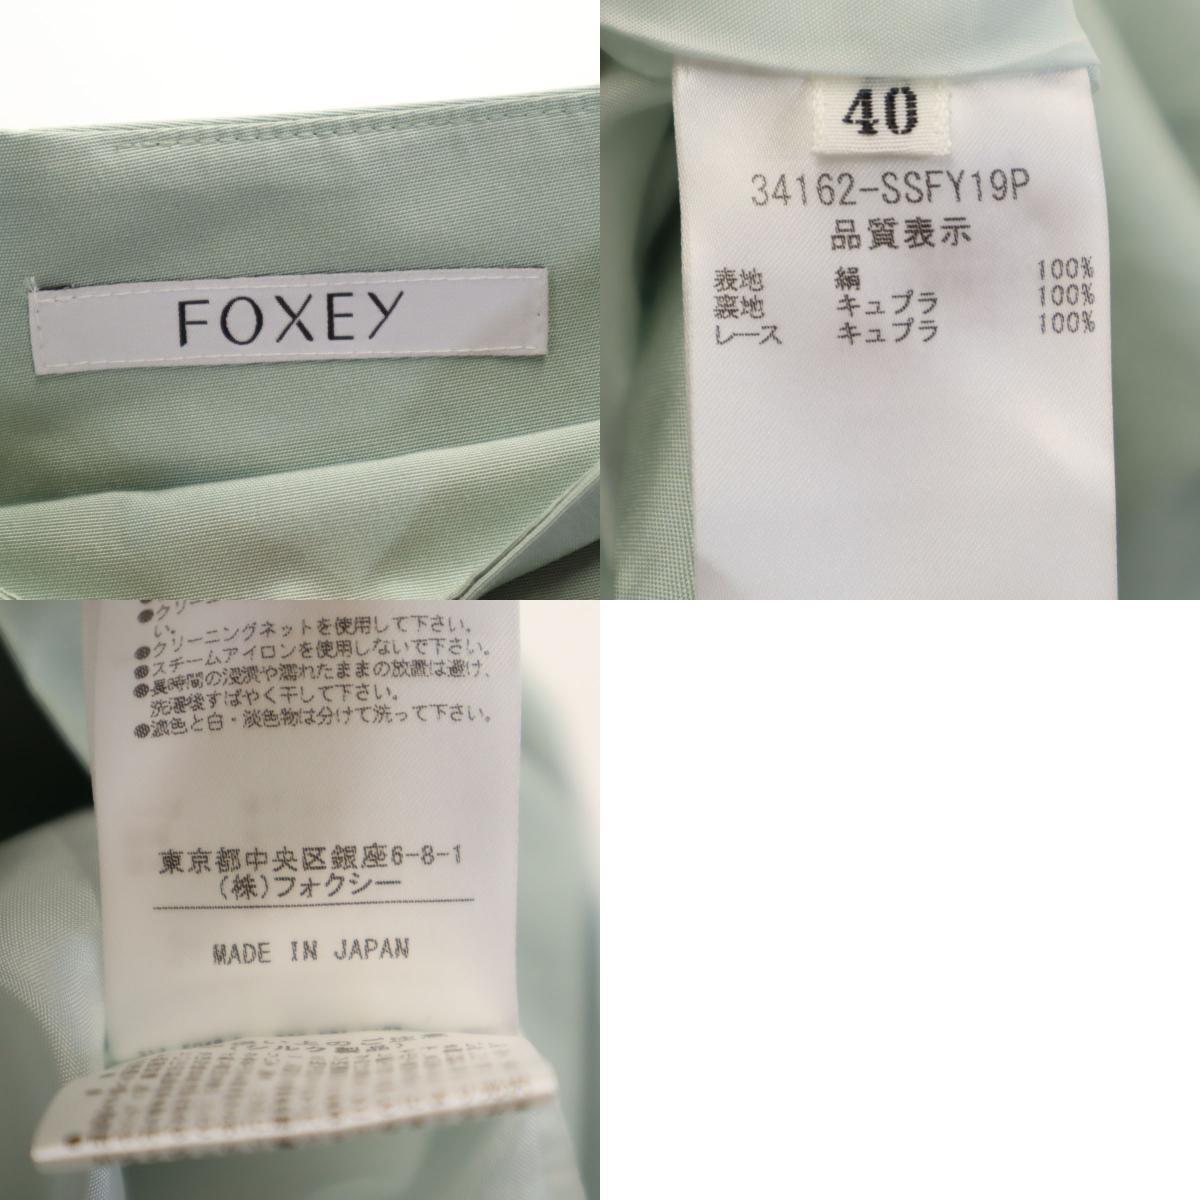 FOXEY
40
34162-SSFY19P
品質表示
表地 絹 100%
裏地 キュプラ 100%
レース キュプラ 100%
い。
●クリーニングネットを使用して下さい。
●スチームアイロンを使用しないで下さい。
●長時間の浸漬や濡れたままの放置は避け、
洗濯後すばやく干して下さい。
●濃色と白・淡色物は分けて洗って下さい。
東京都中央区銀座6-8-1
(株)フォクシー
MADE IN JAPAN